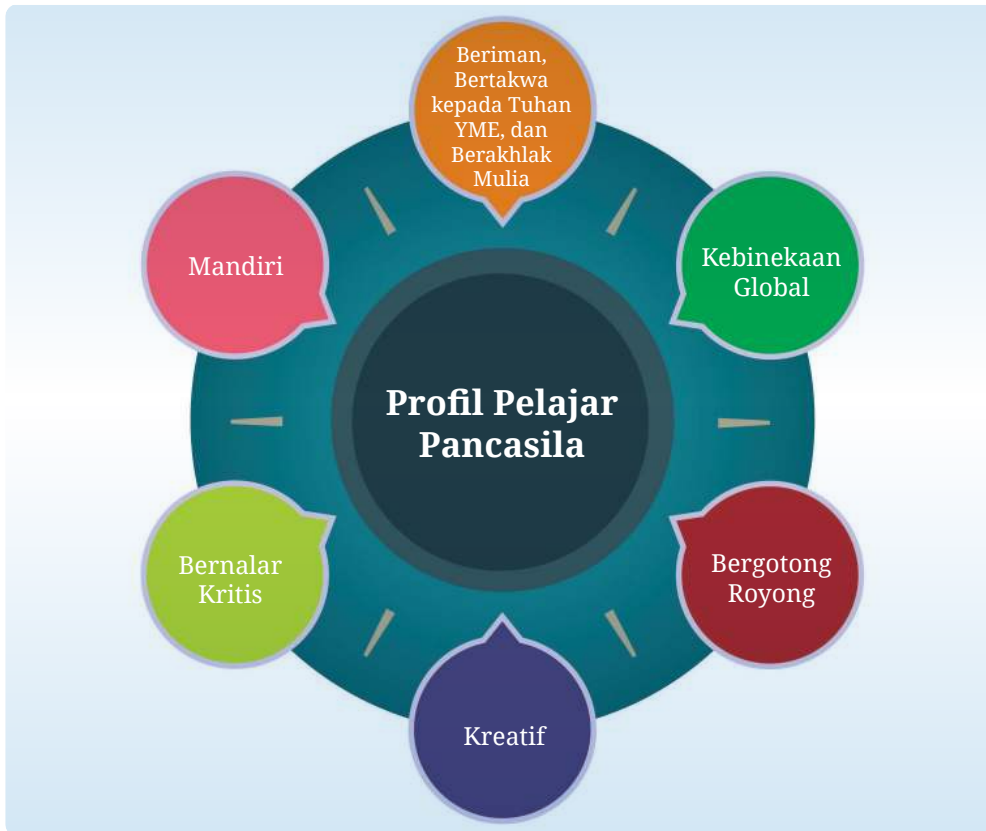 Beriman,
Bertakwa
kepada Tuhan
YME, dan
Berakhlak
Mulia
Kebinekaan
Global
Bergotong
Royong
Kreatif
Bernalar
Kritis
Mandiri
Profil Pelajar
Pancasila